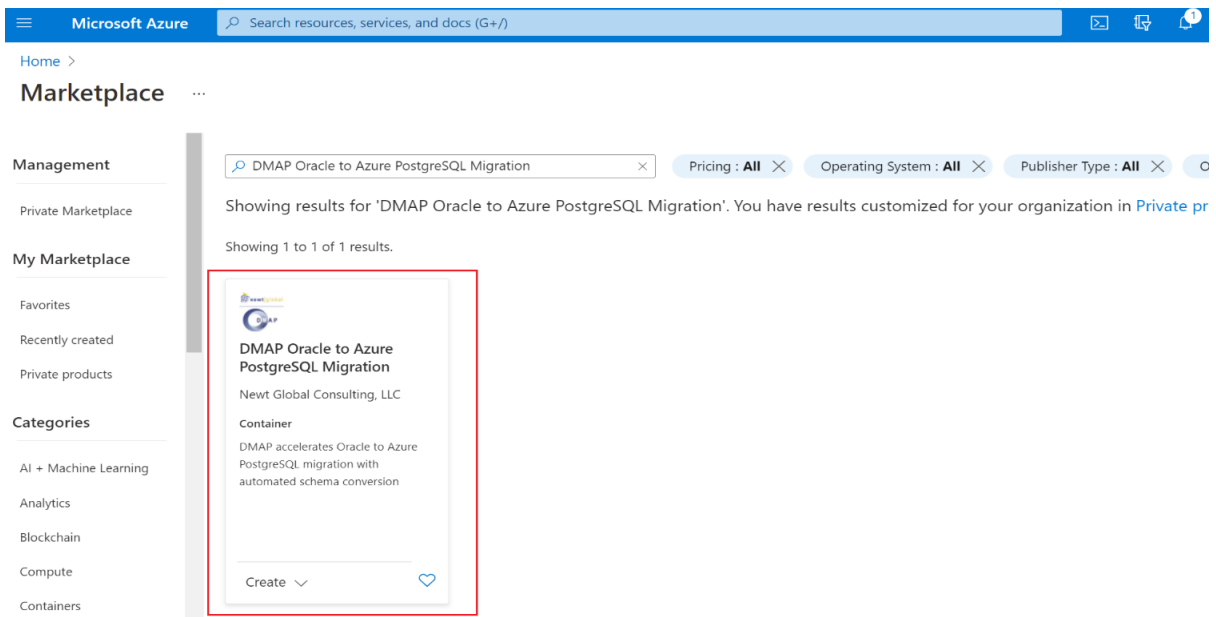 Microsoft Azure
Search resources, services, and docs (G+/)
1
Home >
Marketplace ...
Management
Private Marketplace
My Marketplace
Favorites
Recently created
Private products
Categories
AI + Machine Learning
Analytics
Blockchain
Compute
Containers
DMAP Oracle to Azure PostgreSQL Migration
Pricing : All
Operating System : All
Publisher Type : All
O
Showing results for 'DMAP Oracle to Azure PostgreSQL Migration'. You have results customized for your organization in Private pr
Showing 1 to 1 of 1 results.
newt global
DMAP
DMAP Oracle to Azure
PostgreSQL Migration
Newt Global Consulting, LLC
Container
DMAP accelerates Oracle to Azure
PostgreSQL migration with
automated schema conversion
Create